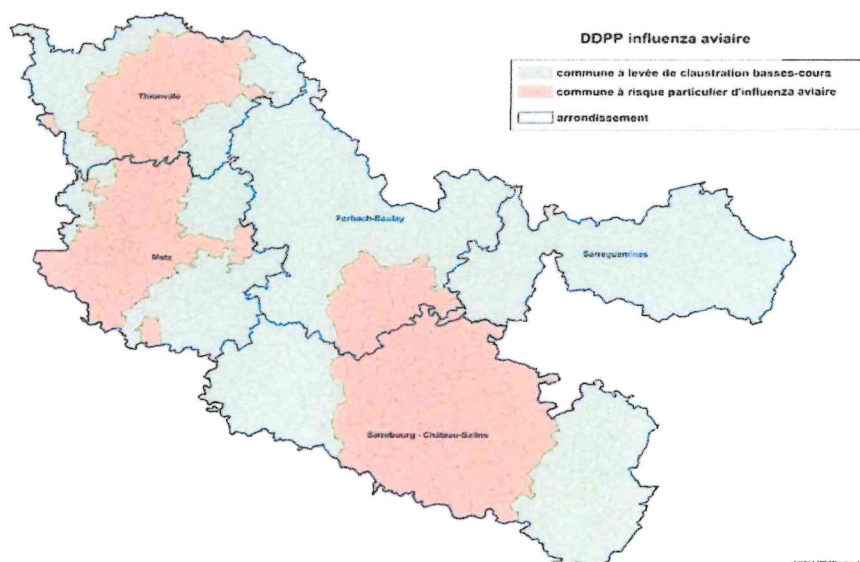 DDPP influenza aviaire
commune à levée de claustration basses-cours
commune à risque particulier d'influenza aviaire
arrondissement
Thionville
Metz
Forbach-Boulay
Sarreguemines
Sarrebourg - Château-Salins